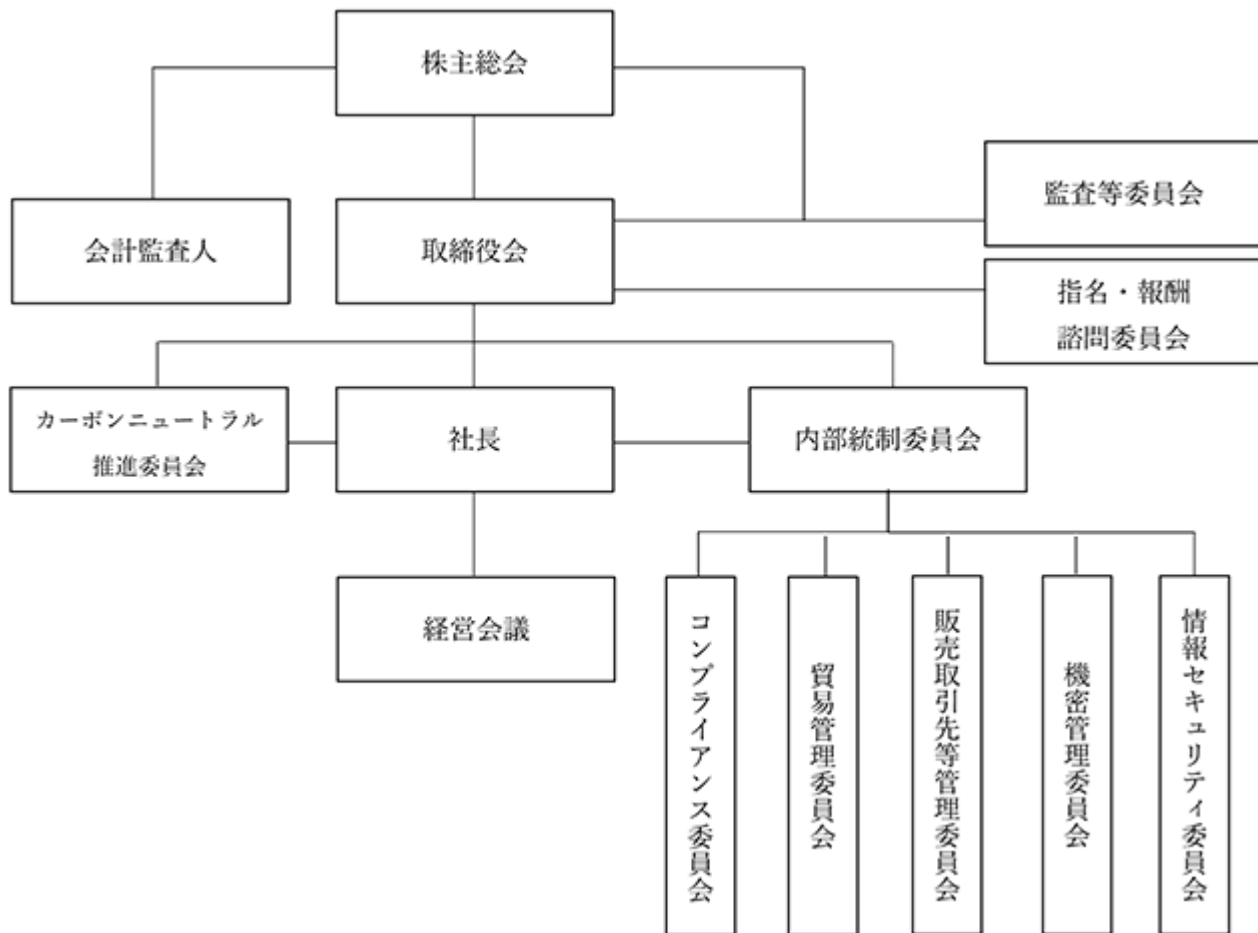 株主総会
監査等委員会
会計監査人
取締役会
指名・報酬
諮問委員会
カーボンニュートラル
推進委員会
社長
内部統制委員会
経営会議
コンプライアンス委員会
貿易管理委員会
販売取引先等管理委員会
機密管理委員会
情報セキュリティ委員会